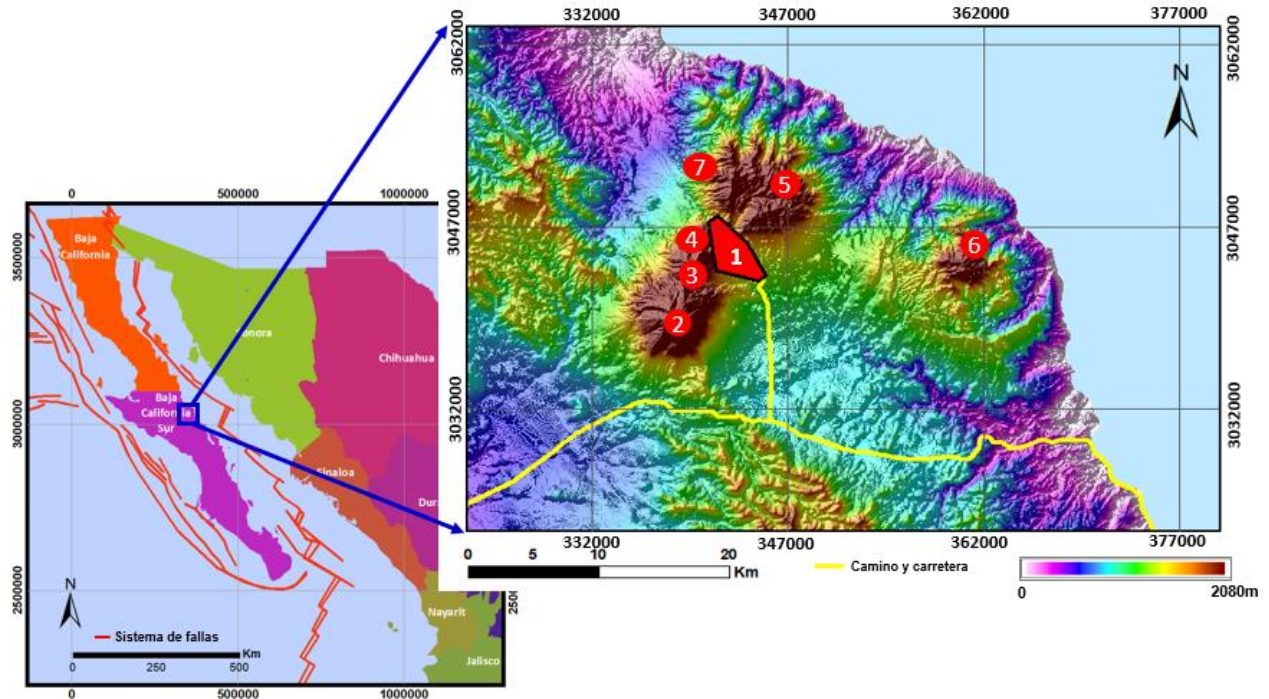 332000
347000
362000
377000
3062000
3062000
N
7
5
3047000
3047000
4
1
6
3
2
3032000
3032000
332000
347000
362000
377000
0
5
10
20
Km
Camino y carretera
0
2080m
0
500000
1000000
3500000
Baja
California
Sonora
Chihuahua
3000000
Baja
California
Sur
Sinaloa
Dur
2500000
250
N
Nayarit
Sistema de fallas
Km
0
250
500
Jalisco
0
500000
1000000